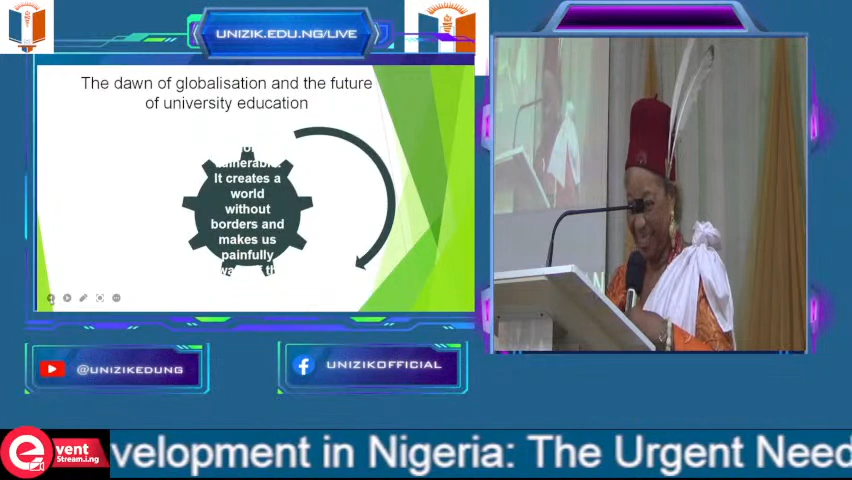 UNIZIK.EDU.NG/LIVE
The dawn of globalisation and the future
of university education
It creates a
world
without
borders and
makes us
painfully
@UNIZIKEDUNG
UNIZIKOFFICIAL
event
Stream.i.ng
velopment in Nigeria: The Urgent Need